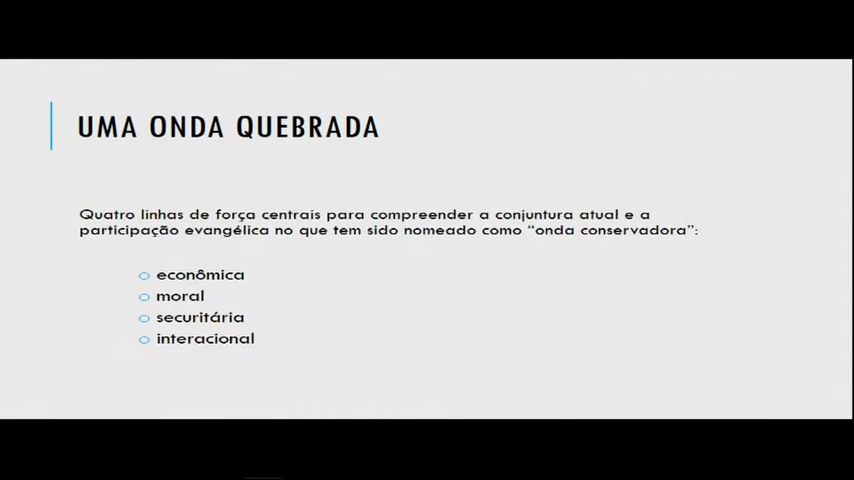 UMA ONDA QUEBRADA
Quatro linhas de força centrais para compreender a conjuntura atual e a
participação evangélica no que tem sido nomeado como “onda conservadora”:
econômica
moral
securitária
interacional